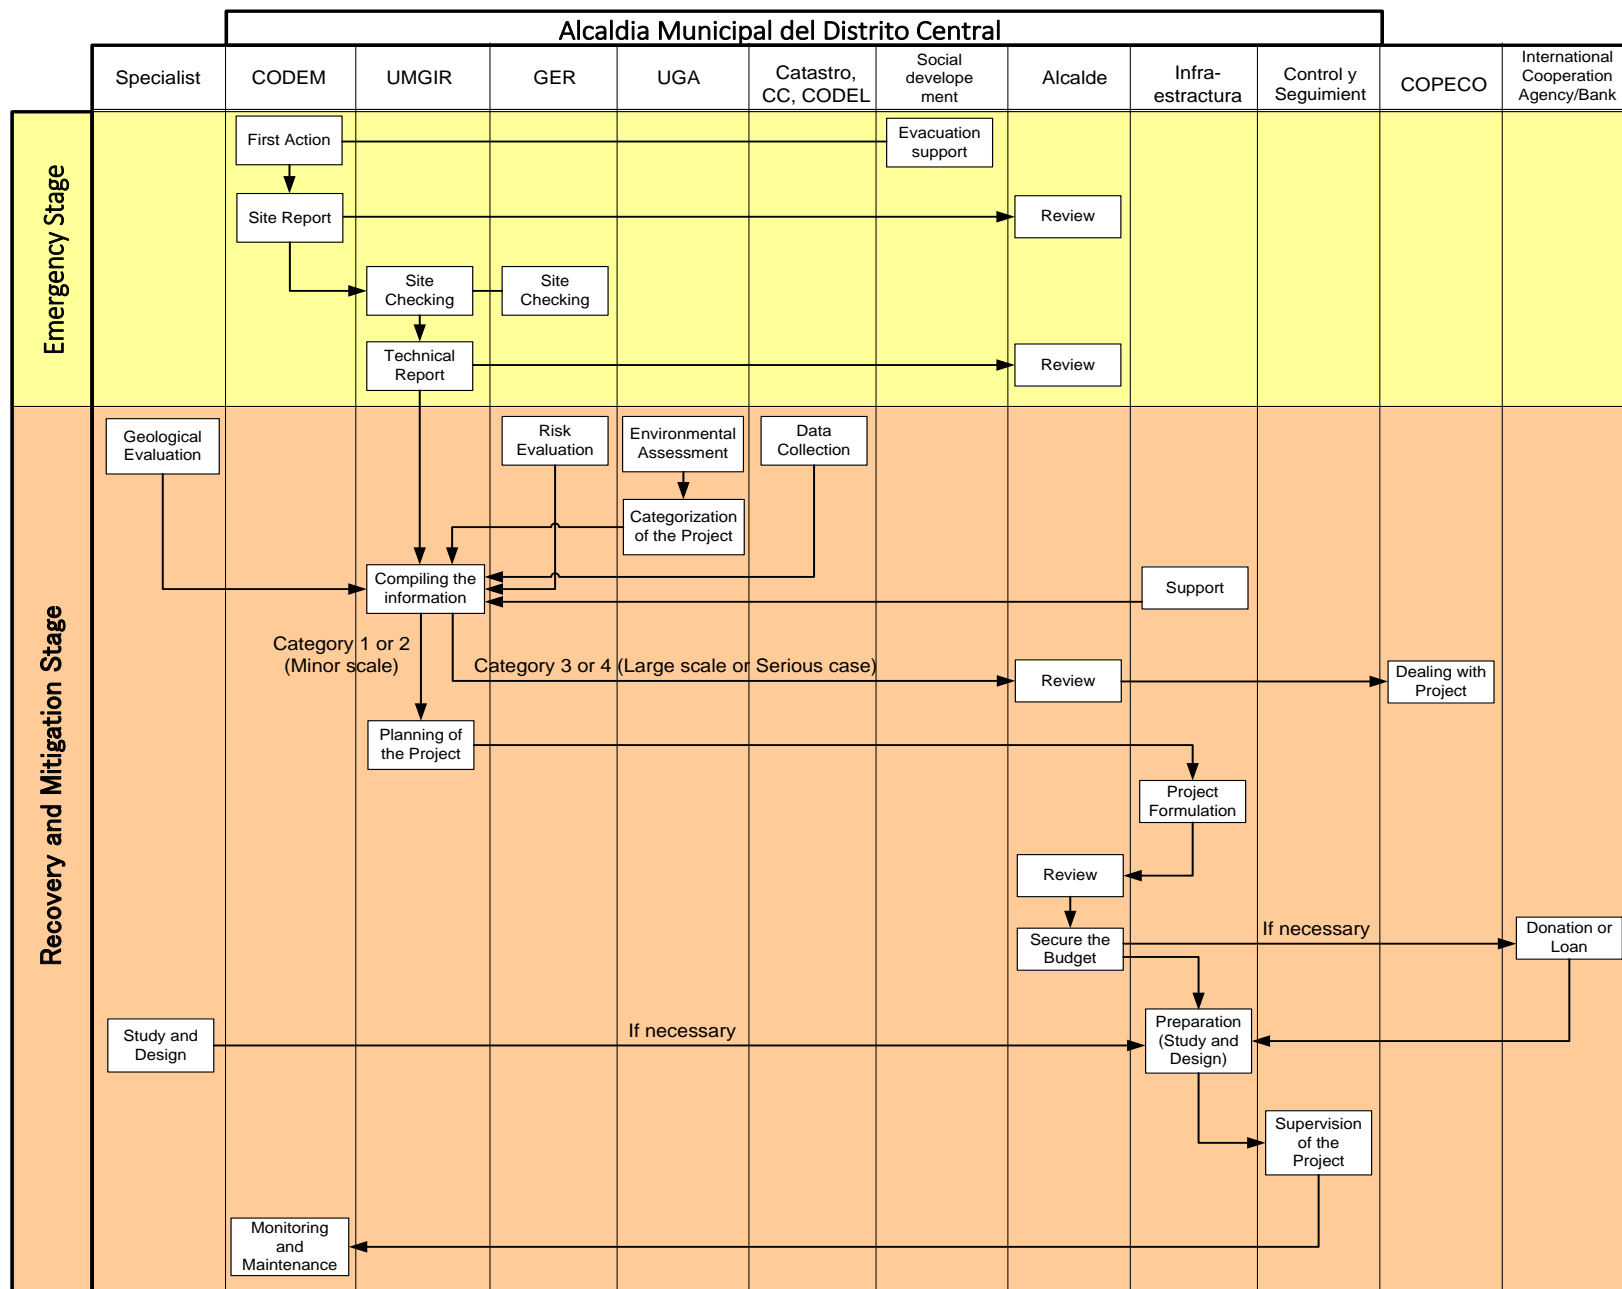 Alcaldia Municipal del Distrito Central
Specialist
CODEM
UMGIR
GER
UGA
Catastro,
CC, CODEL
Social
develope
ment
Alcalde
Infra-
estractura
Control y
Seguimient
COPECO
International
Cooperation
Agency/Bank
Emergency Stage
First Action
Evacuation
support
Site Report
Review
Site
Checking
Site
Checking
Technical
Report
Review
Recovery and Mitigation Stage
Geological
Evaluation
Risk
Evaluation
Environmental
Assessment
Data
Collection
Categorization
of the Project
Compiling the
information
Support
Category 1 or 2
(Minor scale)
Category 3 or 4 (Large scale or Serious case)
Review
Dealing with
Project
Planning of
the Project
Project
Formulation
Review
Secure the
Budget
If necessary
Donation or
Loan
Study and
Design
If necessary
Preparation
(Study and
Design)
Supervision
of the
Project
Monitoring
and
Maintenance